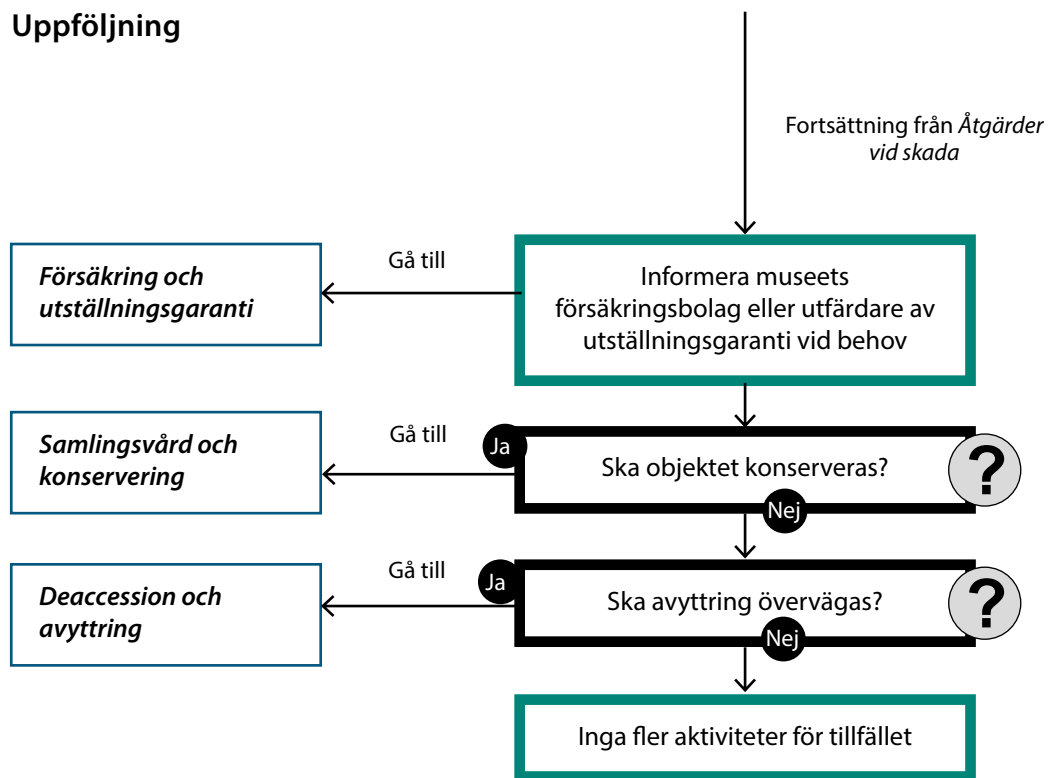 Uppföljning
Fortsättning från Åtgärder
vid skada
Informera museets
försäkringsbolag eller utfärdare av
utställningsgaranti vid behov
Gå till
Försäkring och
utställningsgaranti
Ska objektet konserveras?
?
Ja
Gå till
Samlingsvård och
konservering
Nej
Ska avyttring övervägas?
?
Ja
Gå till
Deaccession och
avyttring
Nej
Inga fler aktiviteter för tillfället